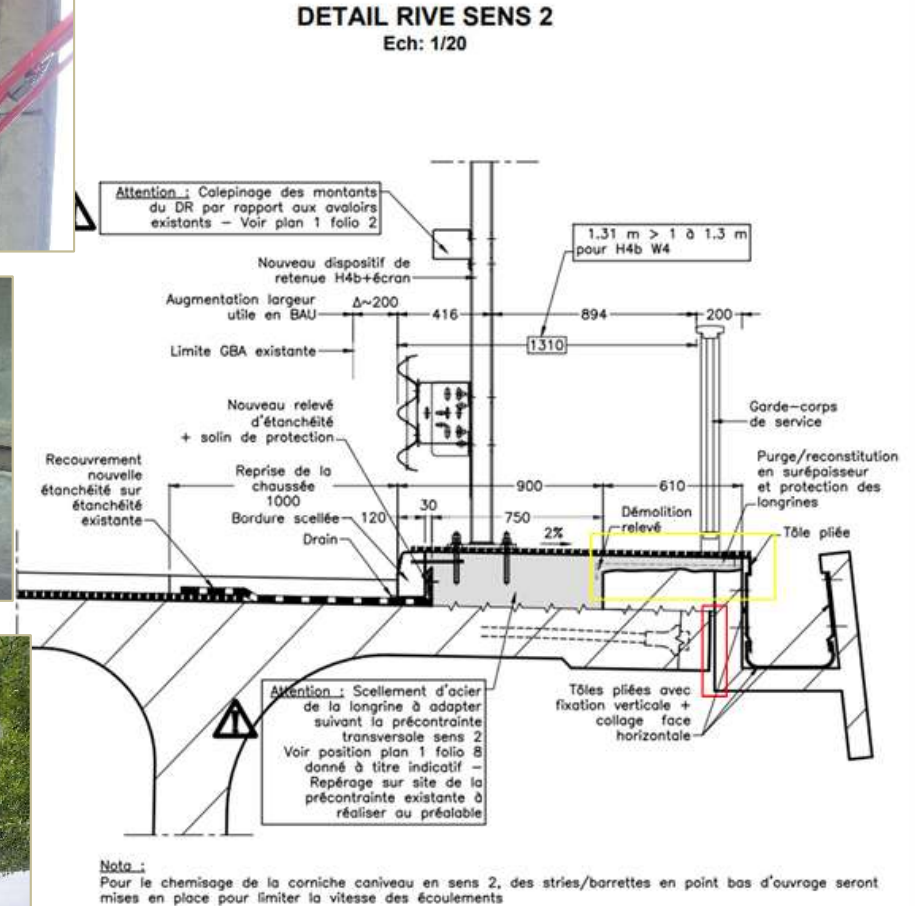 DETAIL RIVE SENS 2
Ech: 1/20
Attention : Calepinage des montants
du DR par rapport aux avaloirs
existants – Voir plan 1 folio 2
1.31 m > 1 à 1.3 m
pour H4b W4
Nouveau dispositif de
retenue H4b+écran
Augmentation largeur
utile en BAU
Δ~200
416
894
200
1310
Limite GBA existante
Nouveau relevé
d'étanchéité
+ solin de protection
Garde-corps
de service
Recouvrement
nouvelle
étanchéité sur
étanchéité
existante
Reprise de la
chaussée
1000
Bordure scellée
Drain
120
30
900
750
610
2%
Démolition
relevé
Purge/reconstitution
en surépaisseur
et protection des
longrines
Tôle pliée
Attention : Scellement d'acier
de la longrine à adapter
suivant la précontrainte
transversale sens 2
Voir position plan 1 folio 8
donné à titre indicatif –
Repérage sur site de la
précontrainte existante à
réaliser au préalable
Tôles pliées avec
fixation verticale +
collage face
horizontale
Nota :
Pour le chemisage de la corniche caniveau en sens 2, des stries/barrettes en point bas d'ouvrage seront
mises en place pour limiter la vitesse des écoulements